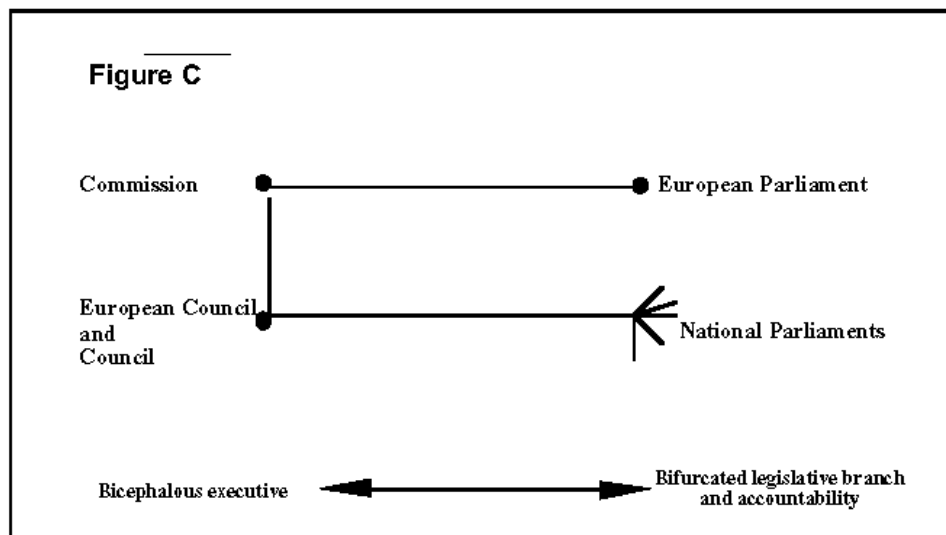 Figure C
Commission
European Parliament
European Council
and
Council
National Parliaments
Bicephalous executive
Bifurcated legislative branch
and accountability